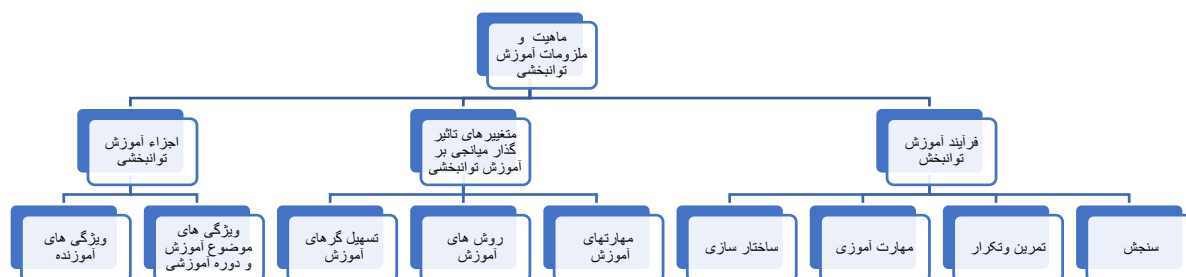 ماهیت و
ملزومات آموزش
توانبخشی
فرآیند آموزش
توانبخش
متغییرهای تاثیر
گذار میانجی بر
آموزش توانبخشی
اجزاء آموزش
توانبخشی
سنجش
تمرین وتکرار
مهارت آموزی
ساختار سازی
مهارتهای
آموزش
روش های
آموزش
تسهیل گرهای
آموزش
ویژگی های
موضوع آموزش
و دوره آموزشی
ویژگی های
آموزنده